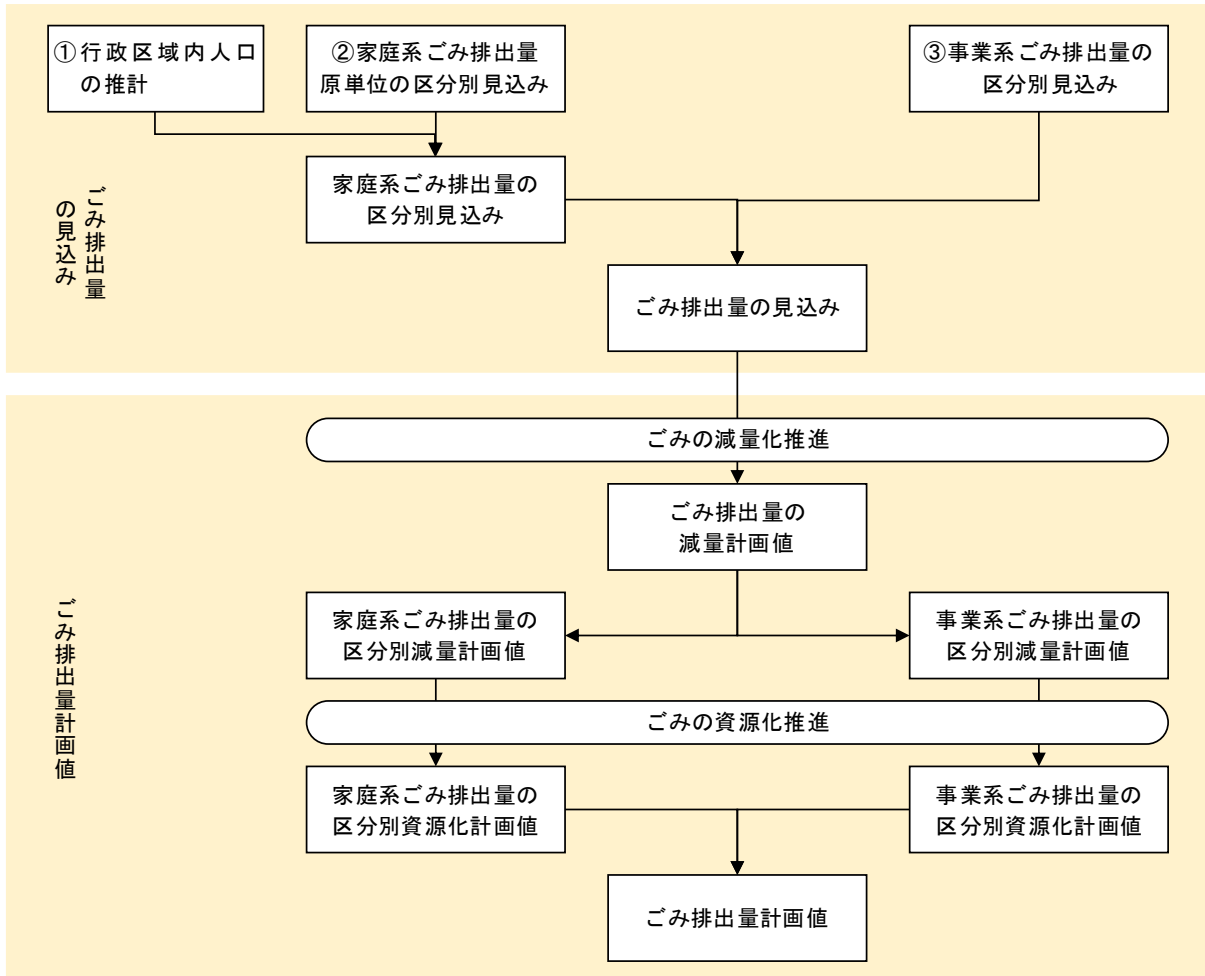 ①行政区域内人口
の推計
②家庭系ごみ排出量
原単位の区分別見込み
③事業系ごみ排出量の
区分別見込み
家庭系ごみ排出量の
区分別見込み
ごみ排出量
の見込み
ごみ排出量の見込み
ごみの減量化推進
ごみ排出量の
減量計画値
家庭系ごみ排出量の
区分別減量計画値
事業系ごみ排出量の
区分別減量計画値
ごみ排出量計画値
ごみの資源化推進
家庭系ごみ排出量の
区分別資源化計画値
事業系ごみ排出量の
区分別資源化計画値
ごみ排出量計画値